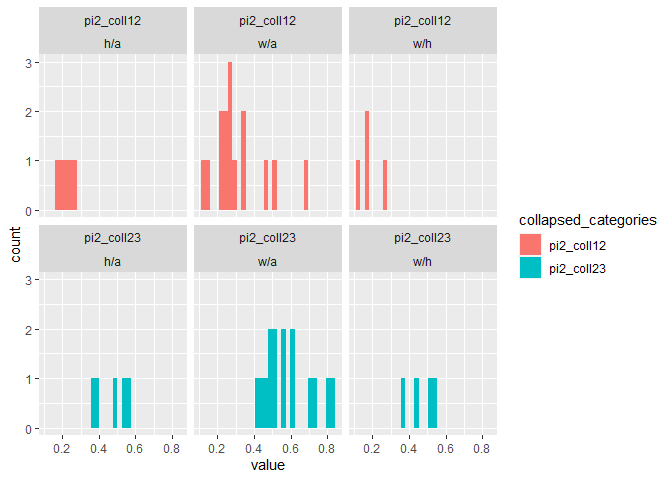 pi2_coll12 pi2_coll12 pi2_coll12
h/a w/a w/h
3
2
1
0
pi2_coll23 pi2_coll23 pi2_coll23
h/a w/a w/h
3
2
1
0
0.2 0.4 0.6 0.8 0.2 0.4 0.6 0.8 0.2 0.4 0.6 0.8
value
count
collapsed_categories
pi2_coll12
pi2_coll23